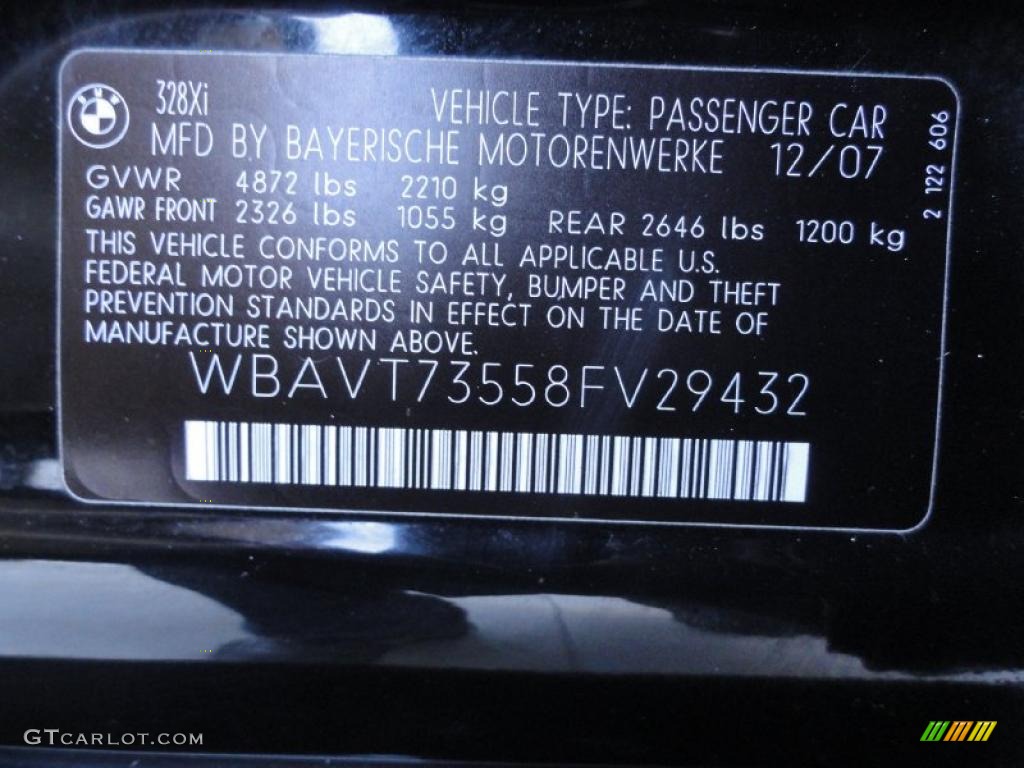 BMW
328Xi
VEHICLE TYPE: PASSENGER CAR
MFD BY BAYERISCHE MOTORENWERKE 12/07
GVWR 4872 lbs 2210 kg
GAWR FRONT 2326 lbs 1055 kg REAR 2646 lbs 1200 kg
THIS VEHICLE CONFORMS TO ALL APPLICABLE U.S.
FEDERAL MOTOR VEHICLE SAFETY, BUMPER AND THEFT
PREVENTION STANDARDS IN EFFECT ON THE DATE OF
MANUFACTURE SHOWN ABOVE.
WBAVT73558FV29432
2 122 606
GTCARLOT.COM